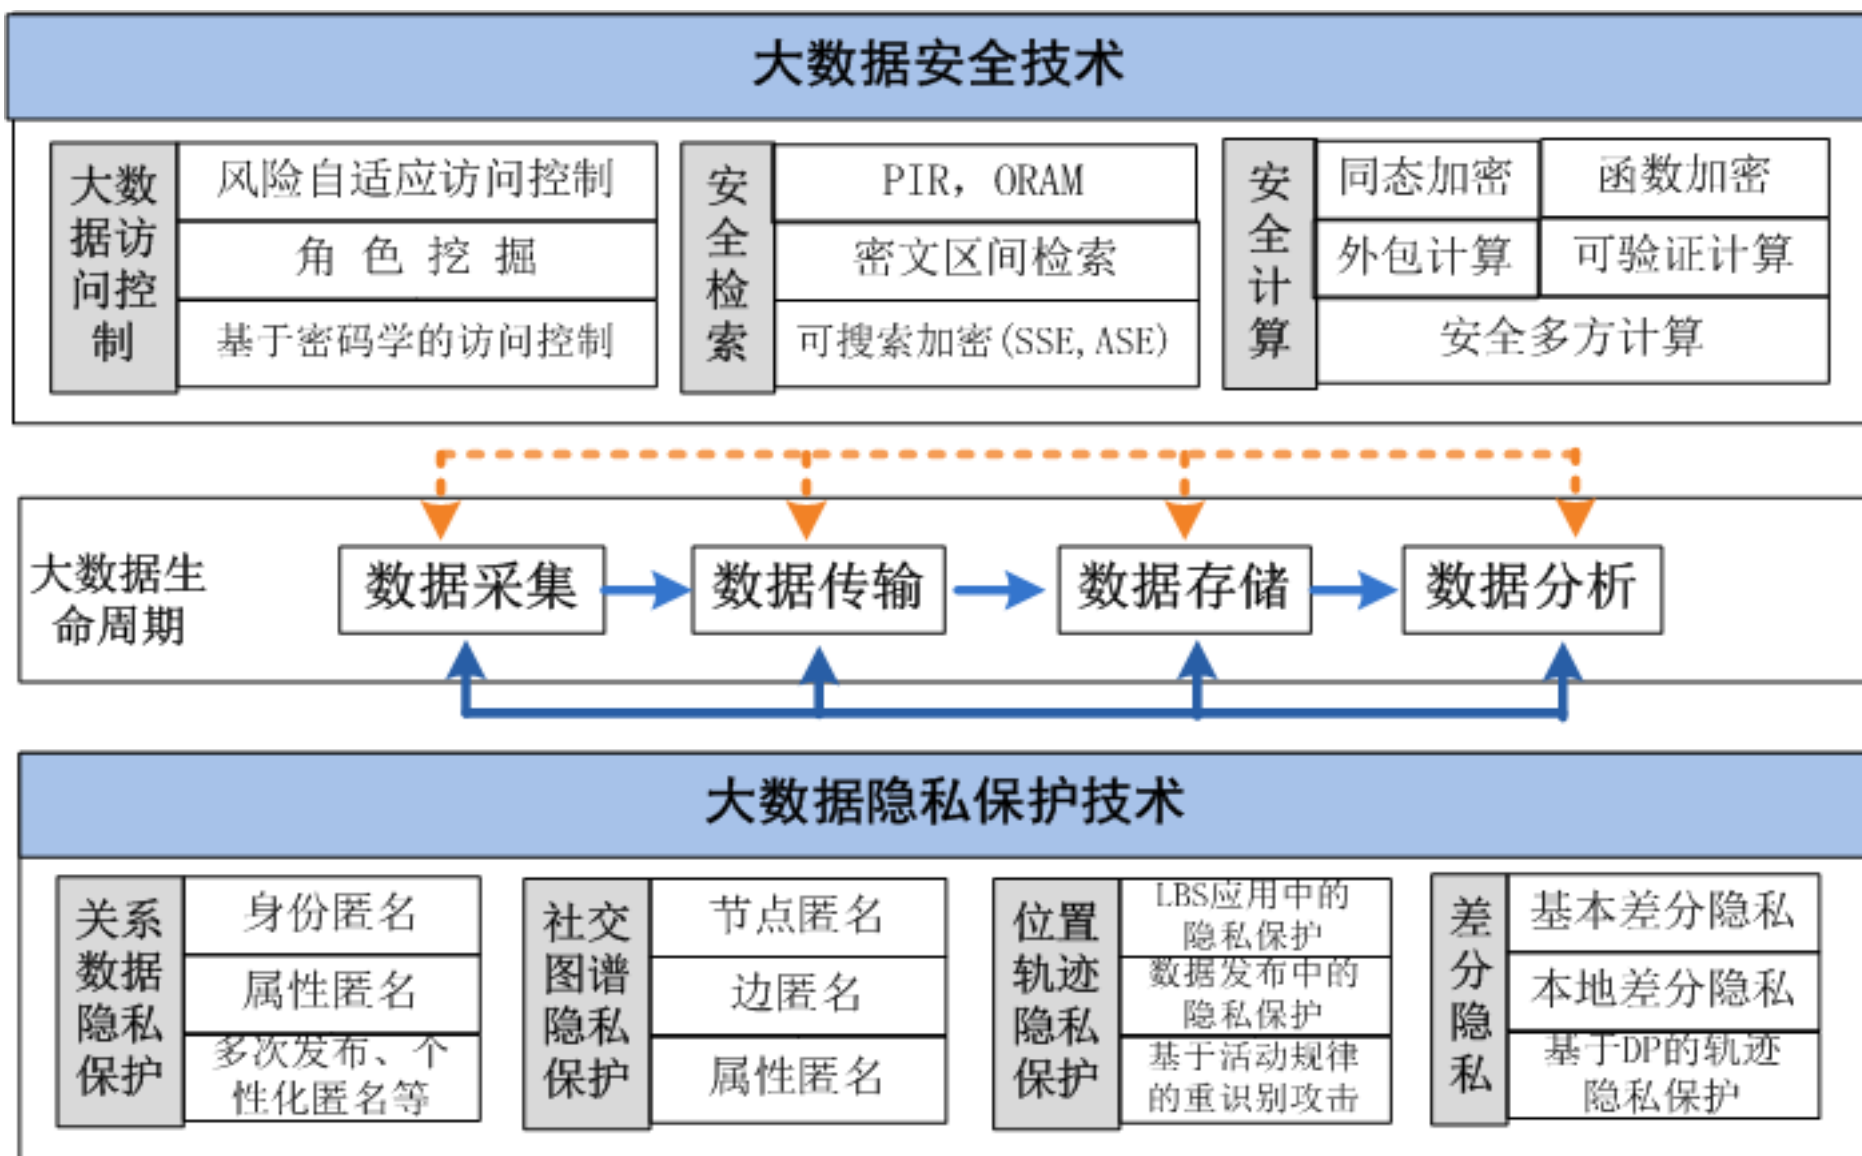 大数据安全技术
大数
据访
问控
制
风险自适应访问控制
角 色 挖 掘
基于密码学的访问控制
安
全
检
索
PIR, ORAM
密文区间检索
可搜索加密(SSE,ASE)
安
全
计
算
同态加密
函数加密
外包计算
可验证计算
安全多方计算
大数据生
命周期
数据采集
数据传输
数据存储
数据分析
大数据隐私保护技术
关系
数据
隐私
保护
身份匿名
属性匿名
多次发布、个
性化匿名等
社交
图谱
隐私
保护
节点匿名
边匿名
属性匿名
位置
轨迹
隐私
保护
LBS应用中的
隐私保护
数据发布中的
隐私保护
基于活动规律
的重识别攻击
差
分
隐
私
基本差分隐私
本地差分隐私
基于DP的轨迹
隐私保护